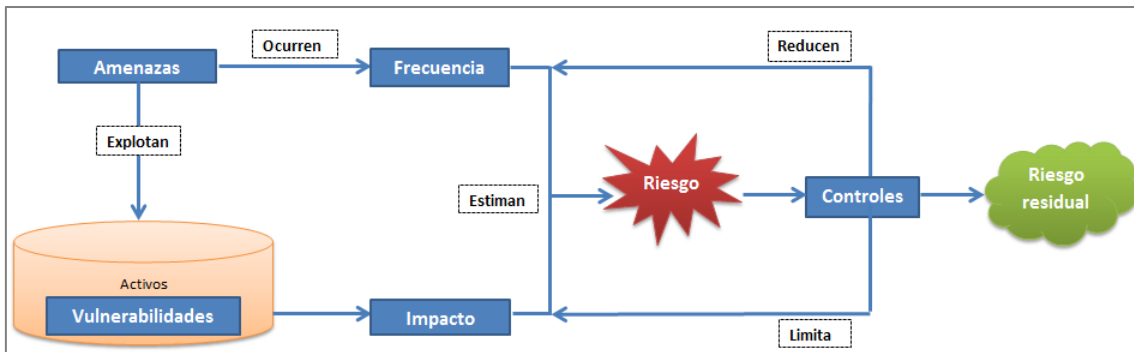 Ocurren
Reducen
Amenazas
Frecuencia
Explotan
Riesgo
Controles
Riesgo
residual
Estiman
Activos
Vulnerabilidades
Impacto
Limita